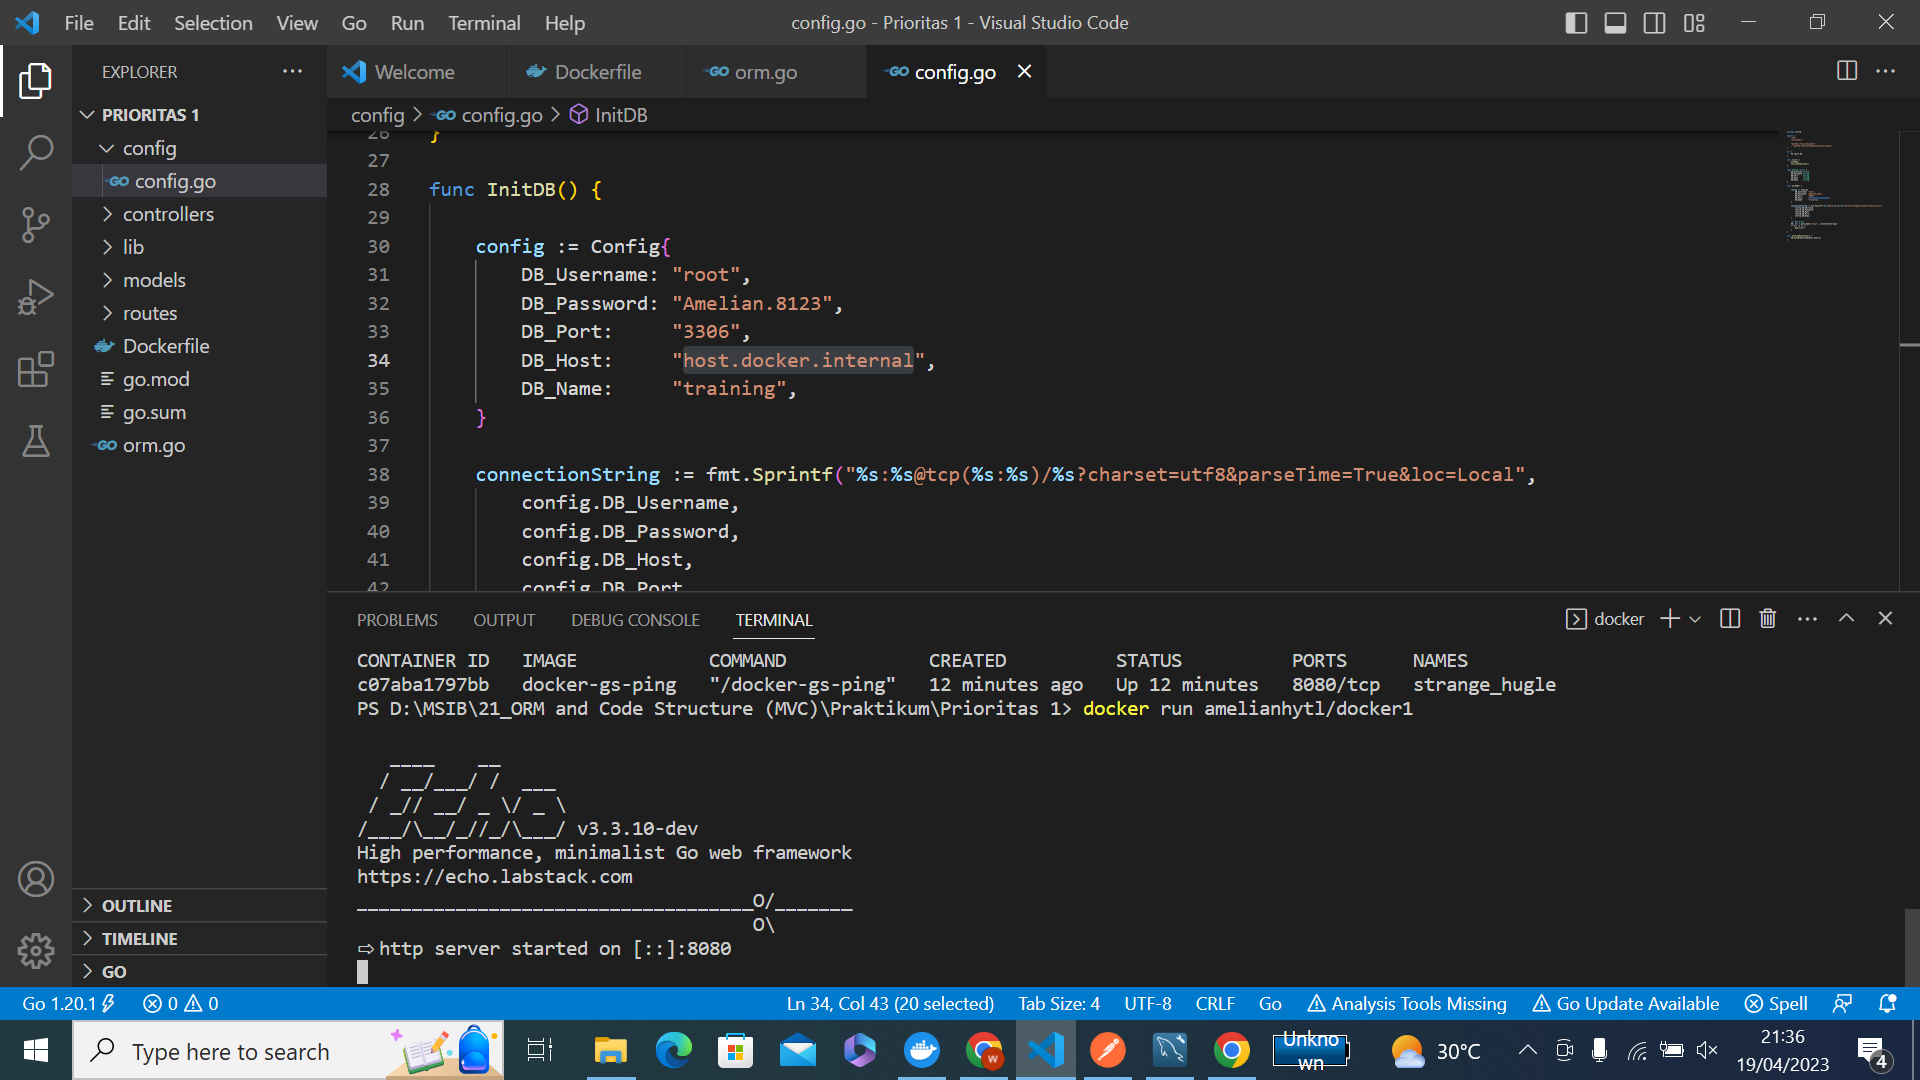 File Edit Selection View Go Run Terminal Help
config.go - Prioritas 1 - Visual Studio Code
EXPLORER
PRIORITAS 1
config
config.go
controllers
lib
models
routes
Dockerfile
go.mod
go.sum
orm.go
OUTLINE
TIMELINE
GO
Welcome
Dockerfile
orm.go
config.go
config > config.go > InitDB
26 }
27
28 func InitDB() {
29
30 config := Config{
31 DB_Username: "root",
32 DB_Password: "Amelian.8123",
33 DB_Port: "3306",
34 DB_Host: "host.docker.internal",
35 DB_Name: "training",
36 }
37
38 connectionString := fmt.Sprintf("%s:%s@tcp(%s:%s)/%s?charset=utf8&parseTime=True&loc=Local",
39 config.DB_Username,
40 config.DB_Password,
41 config.DB_Host,
42 config.DB_Port
PROBLEMS OUTPUT DEBUG CONSOLE TERMINAL
docker
CONTAINER ID IMAGE COMMAND CREATED STATUS PORTS NAMES
c07aba1797bb docker-gs-ping "/docker-gs-ping" 12 minutes ago Up 12 minutes 8080/tcp strange_hugle
PS D:\MSIB\21_ORM and Code Structure (MVC)\Praktikum\Prioritas 1> docker run amelianhytl/docker1
   ____    __
  / __/___/ /  ___
 / _// __/ _ \/ _ \
/___/\__/_//_/\___/ v3.3.10-dev
High performance, minimalist Go web framework
https://echo.labstack.com
____________________________________O/_______
                                    O\
⇨ http server started on [::]:8080
Go 1.20.1 0 0 Ln 34, Col 43 (20 selected) Tab Size: 4 UTF-8 CRLF Go Analysis Tools Missing Go Update Available Spell
Type here to search
W
Unkno
wn
30°C
21:36
19/04/2023
4